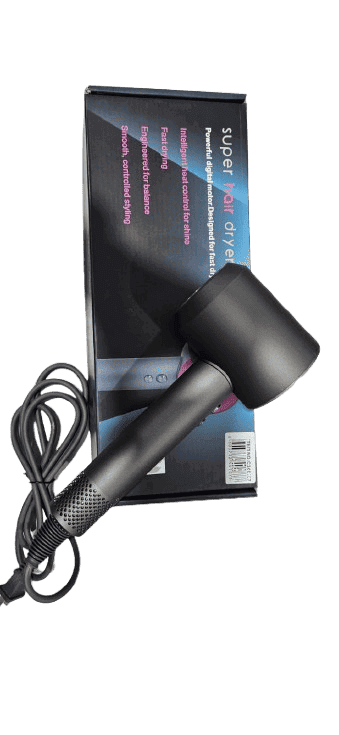 super hair dryer
Powerful digital motor.Designed for fast
Intelligent heat control for shine
Fast drying
Engineered for balance
Smooth, controlled styling